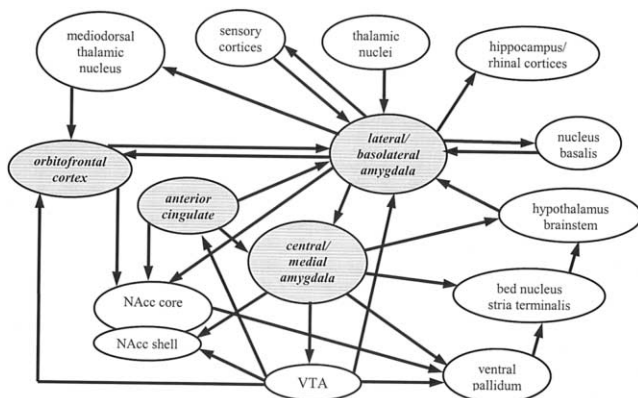 mediodorsal
thalamic
nucleus
sensory
cortices
thalamic
nuclei
hippocampus/
rhinal cortices
orbitofrontal
cortex
lateral/
basolateral
amygdala
nucleus
basalis
anterior
cingulate
central/
medial
amygdala
hypothalamus
brainstem
NAcc core
NAcc shell
bed nucleus
stria terminalis
VTA
ventral
pallidum